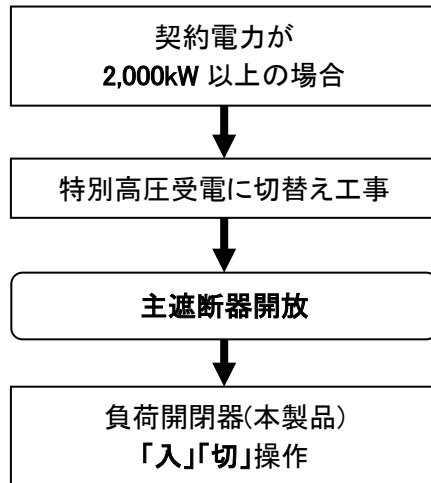 契約電力が
2,000kW 以上の場合
特別高圧受電に切替え工事
主遮断器開放
負荷開閉器(本製品)
「入」「切」操作